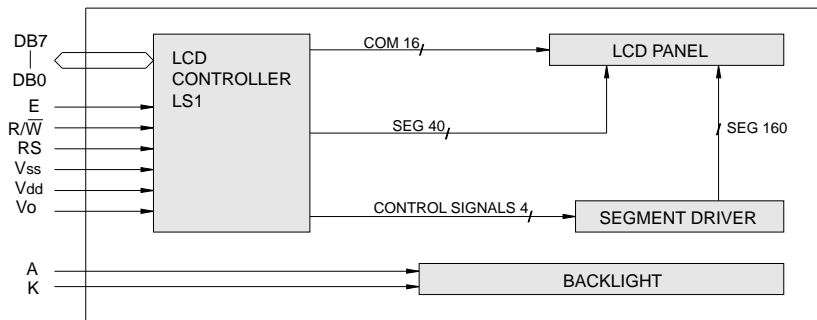 DB7
DB0
E
R/W̅
RS
Vss
Vdd
Vo
A
K
LCD
CONTROLLER
LS1
COM 16
SEG 40
CONTROL SIGNALS 4
LCD PANEL
SEG 160
SEGMENT DRIVER
BACKLIGHT